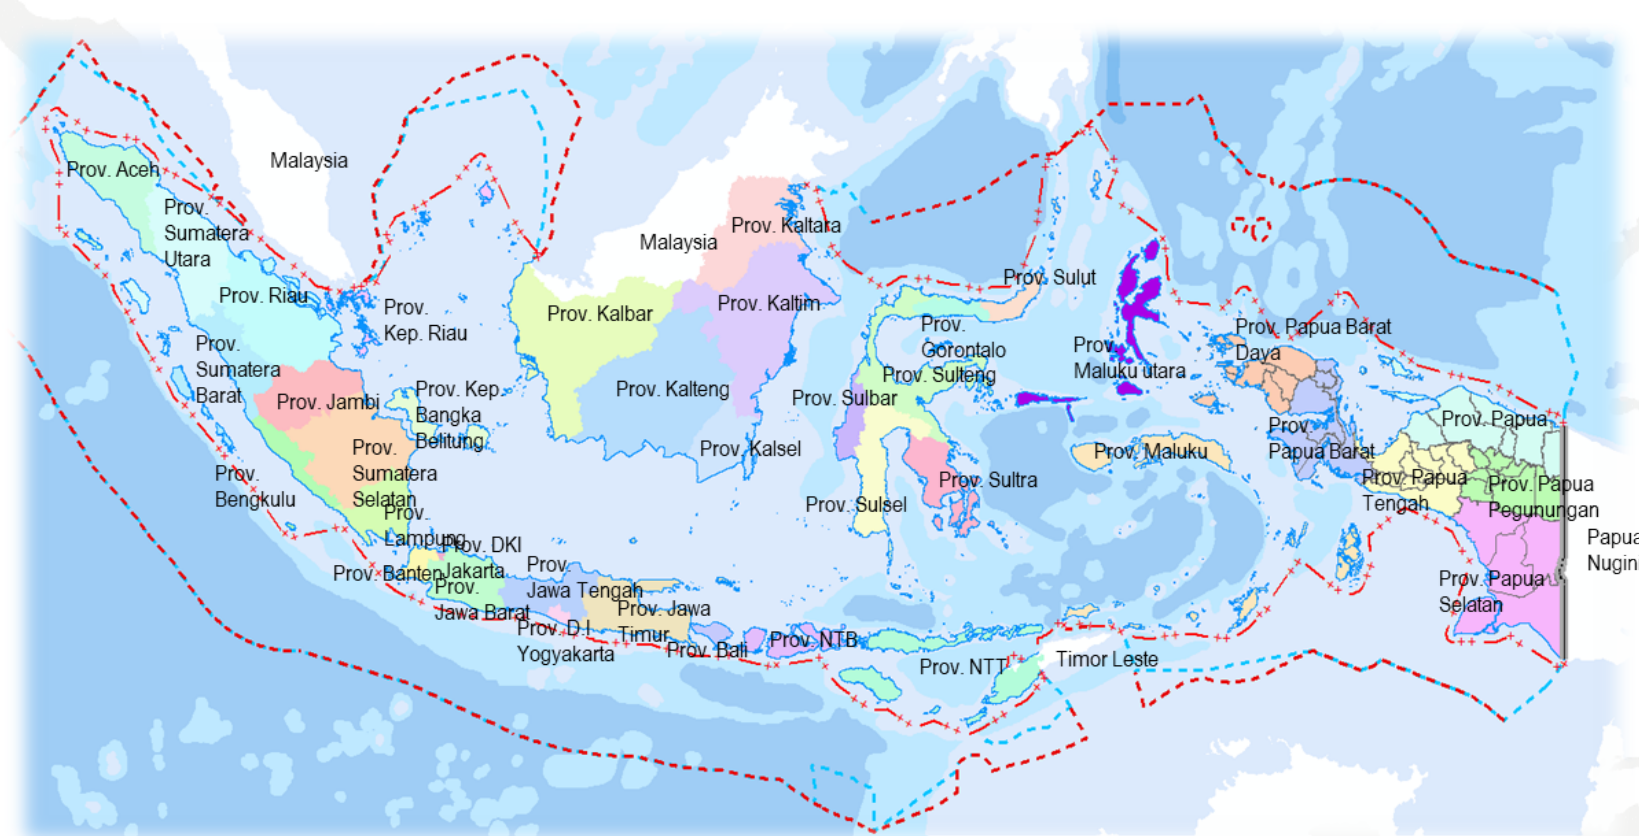 Malaysia
Prov. Aceh
Prov.
Sumatera
Utara
Prov. Riau
Prov.
Kep. Riau
Prov.
Sumatera
Barat
Prov. Jambi
Prov. Kep.
Bangka
Belitung
Prov.
Sumatera
Selatan
Prov.
Bengkulu
Prov.
Lampung
Prov. DKI
Jakarta
Prov. Banten
Prov.
Jawa Barat
Prov.
Jawa Tengah
Prov. D.I
Yogyakarta
Prov. Jawa
Timur
Prov. Bali
Prov. NTB
Prov. NTT
Timor Leste
Malaysia
Prov. Kaltara
Prov. Kalbar
Prov. Kaltim
Prov. Kalteng
Prov. Kalsel
Prov. Sulut
Prov.
Gorontalo
Prov. Sulteng
Prov. Sulbar
Prov. Sulsel
Prov. Sultra
Prov.
Maluku utara
Prov. Maluku
Prov. Papua Barat
Daya
Prov.
Papua Barat
Prov. Papua
Prov. Papua
Tengah
Prov. Papua
Pegunungan
Prov. Papua
Selatan
Papua
Nugin